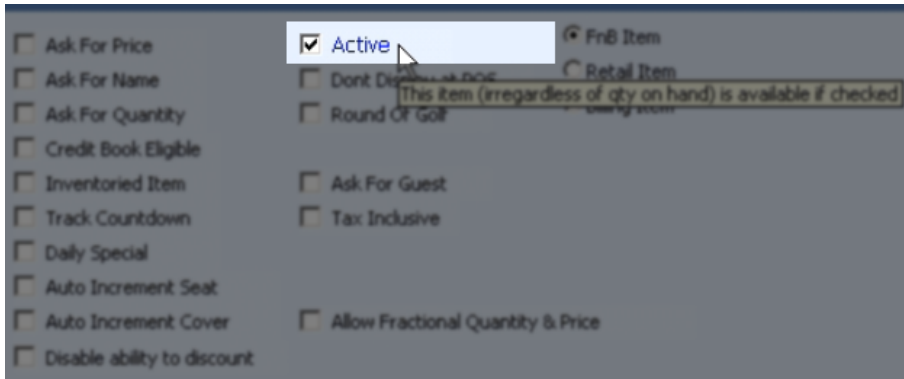 Ask For Price
Active
FnB Item
Ask For Name
Dont Display at POS
Retail Item
This item (irregardless of qty on hand) is available if checked
Ask For Quantity
Round Of Golf
Item
Credit Book Eligible
Inventoried Item
Ask For Guest
Track Countdown
Tax Inclusive
Daily Special
Auto Increment Seat
Auto Increment Cover
Allow Fractional Quantity & Price
Disable ability to discount